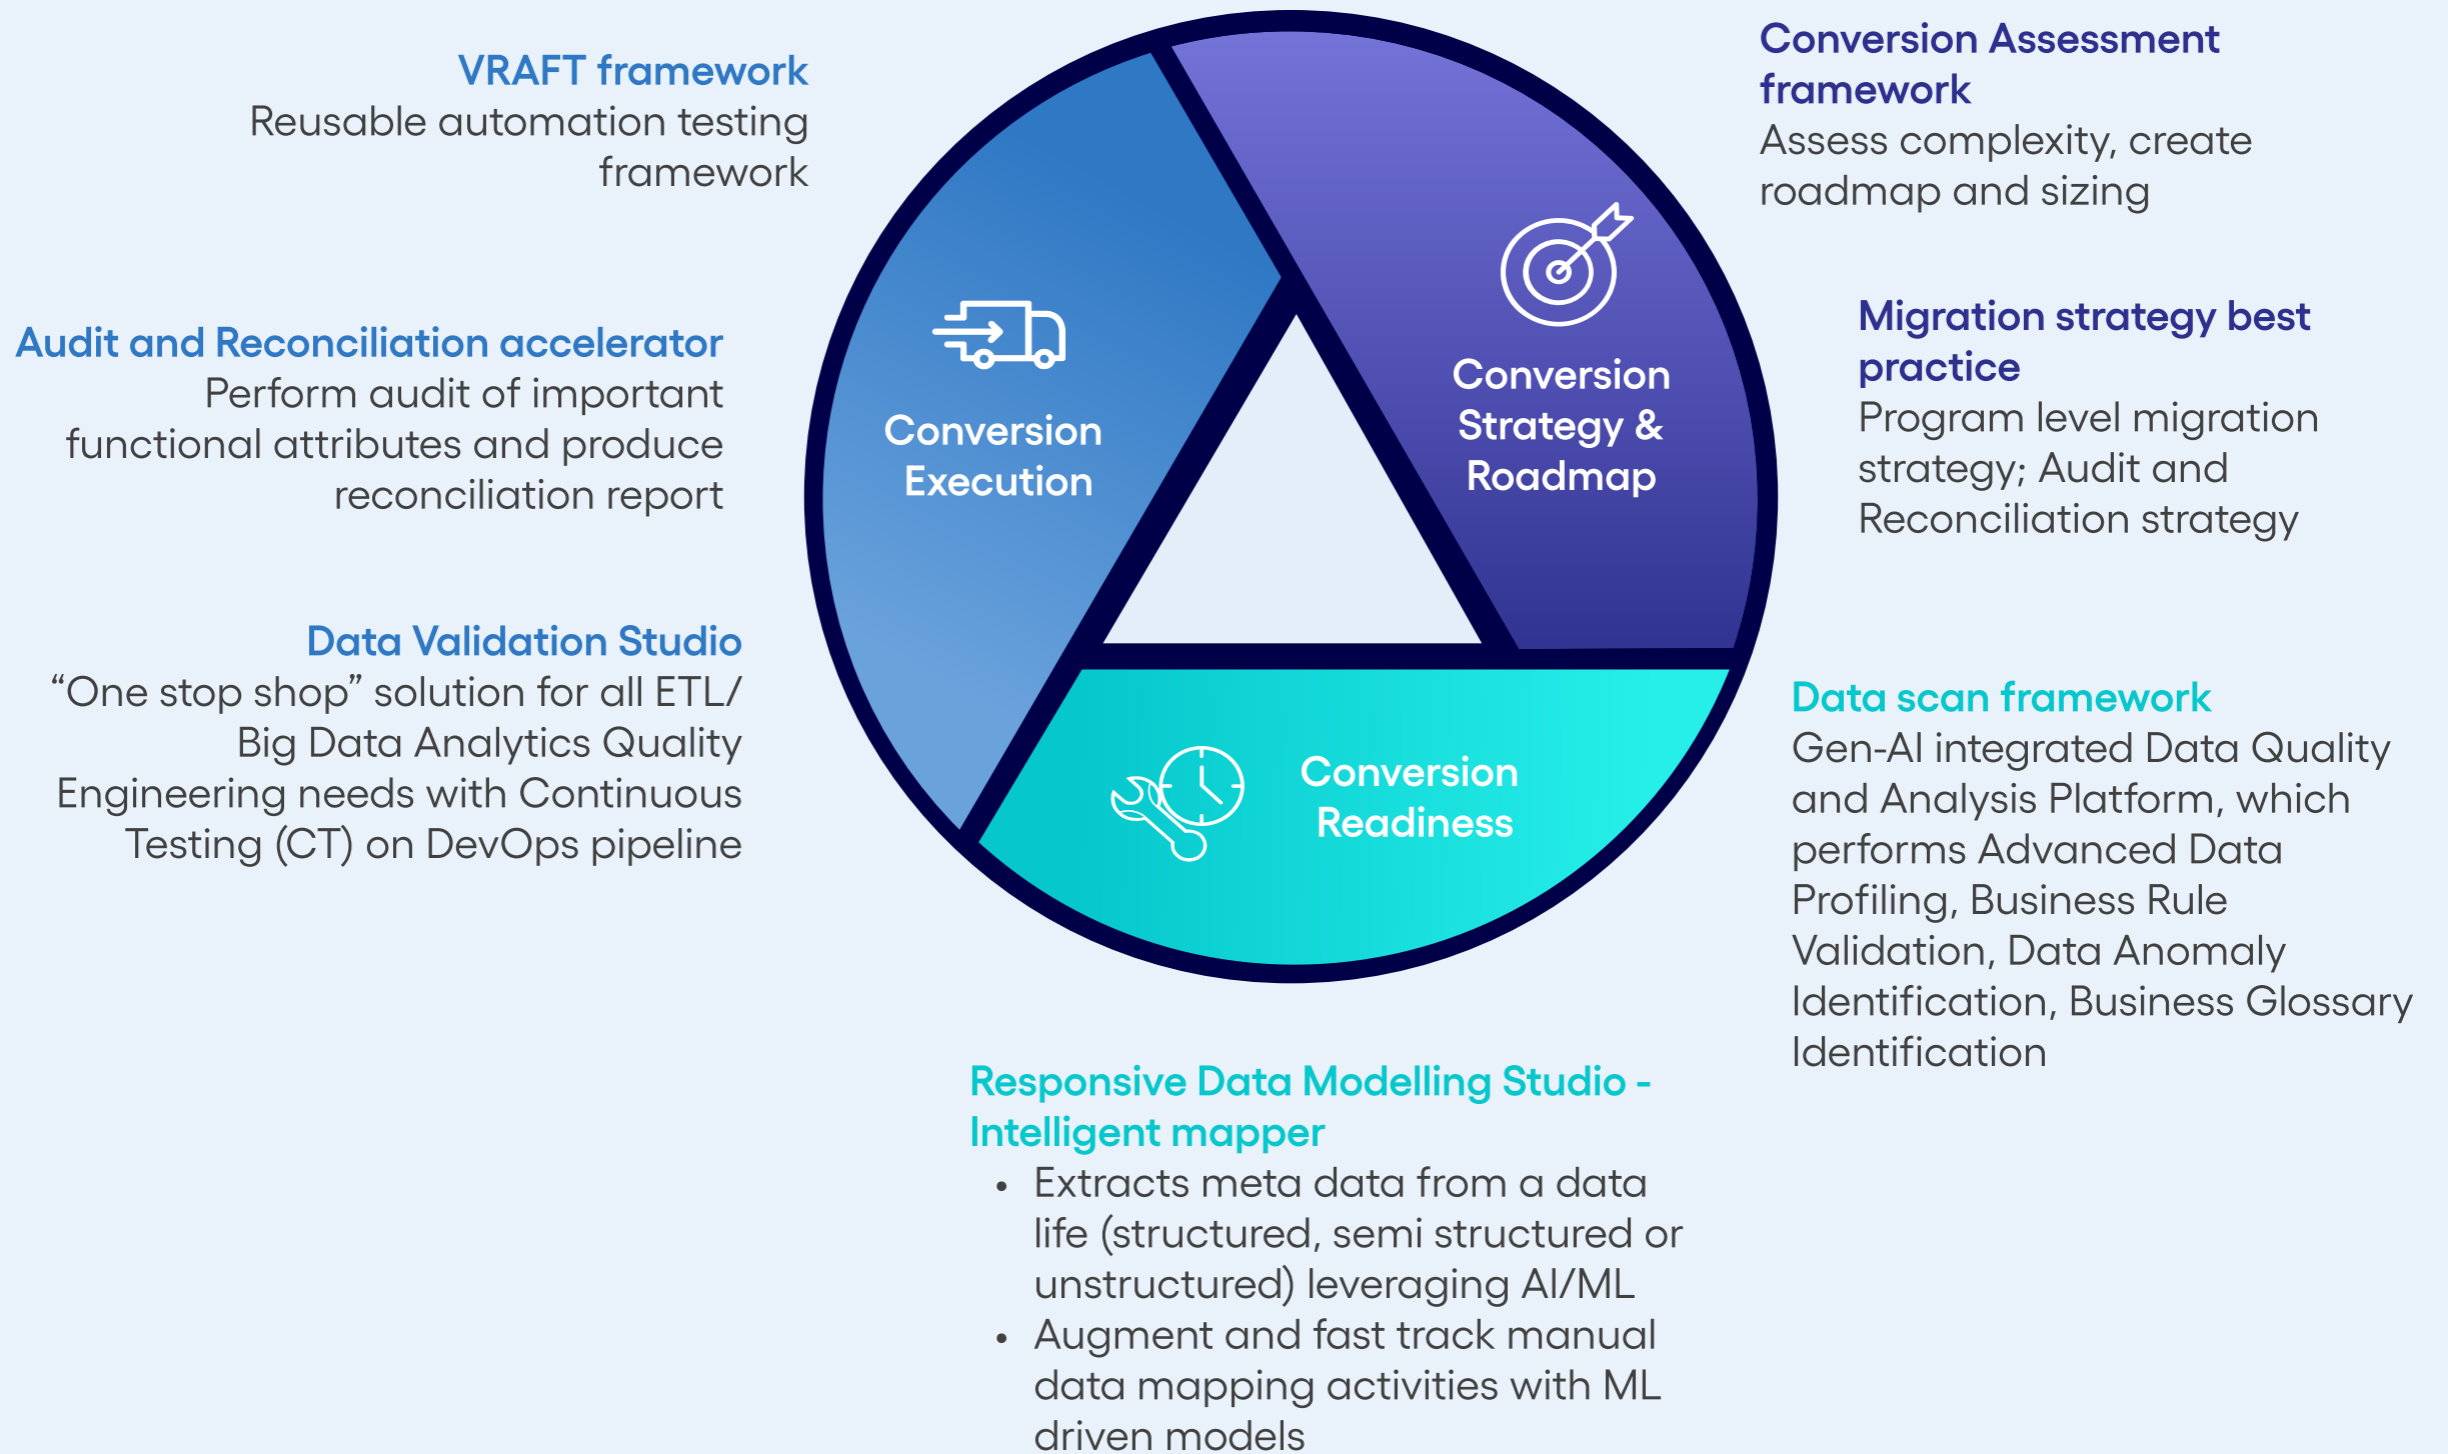 VRAFT framework
Reusable automation testing
framework
Audit and Reconciliation accelerator
Perform audit of important
functional attributes and produce
reconciliation report
Data Validation Studio
“One stop shop” solution for all ETL/
Big Data Analytics Quality
Engineering needs with Continuous
Testing (CT) on DevOps pipeline
Conversion
Execution
Conversion
Strategy &
Roadmap
Conversion
Readiness
Conversion Assessment
framework
Assess complexity, create
roadmap and sizing
Migration strategy best
practice
Program level migration
strategy; Audit and
Reconciliation strategy
Data scan framework
Gen-AI integrated Data Quality
and Analysis Platform, which
performs Advanced Data
Profiling, Business Rule
Validation, Data Anomaly
Identification, Business Glossary
Identification
Responsive Data Modelling Studio -
Intelligent mapper
• Extracts meta data from a data
life (structured, semi structured or
unstructured) leveraging AI/ML
• Augment and fast track manual
data mapping activities with ML
driven models